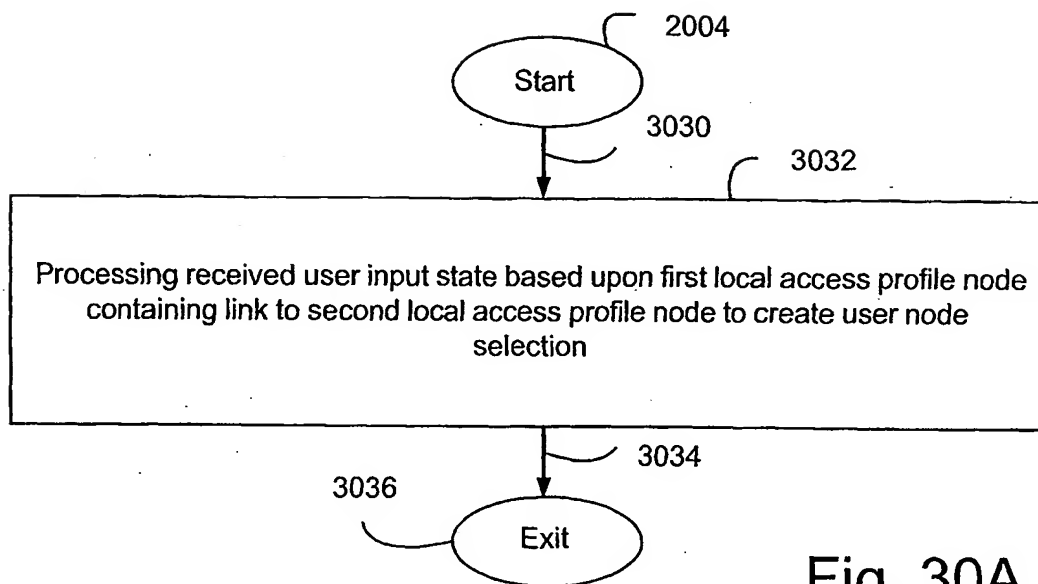 2004
Start
3030
3032
Processing received user input state based upon first local access profile node
containing link to second local access profile node to create user node
selection
3034
3036
Exit
Fig. 30A